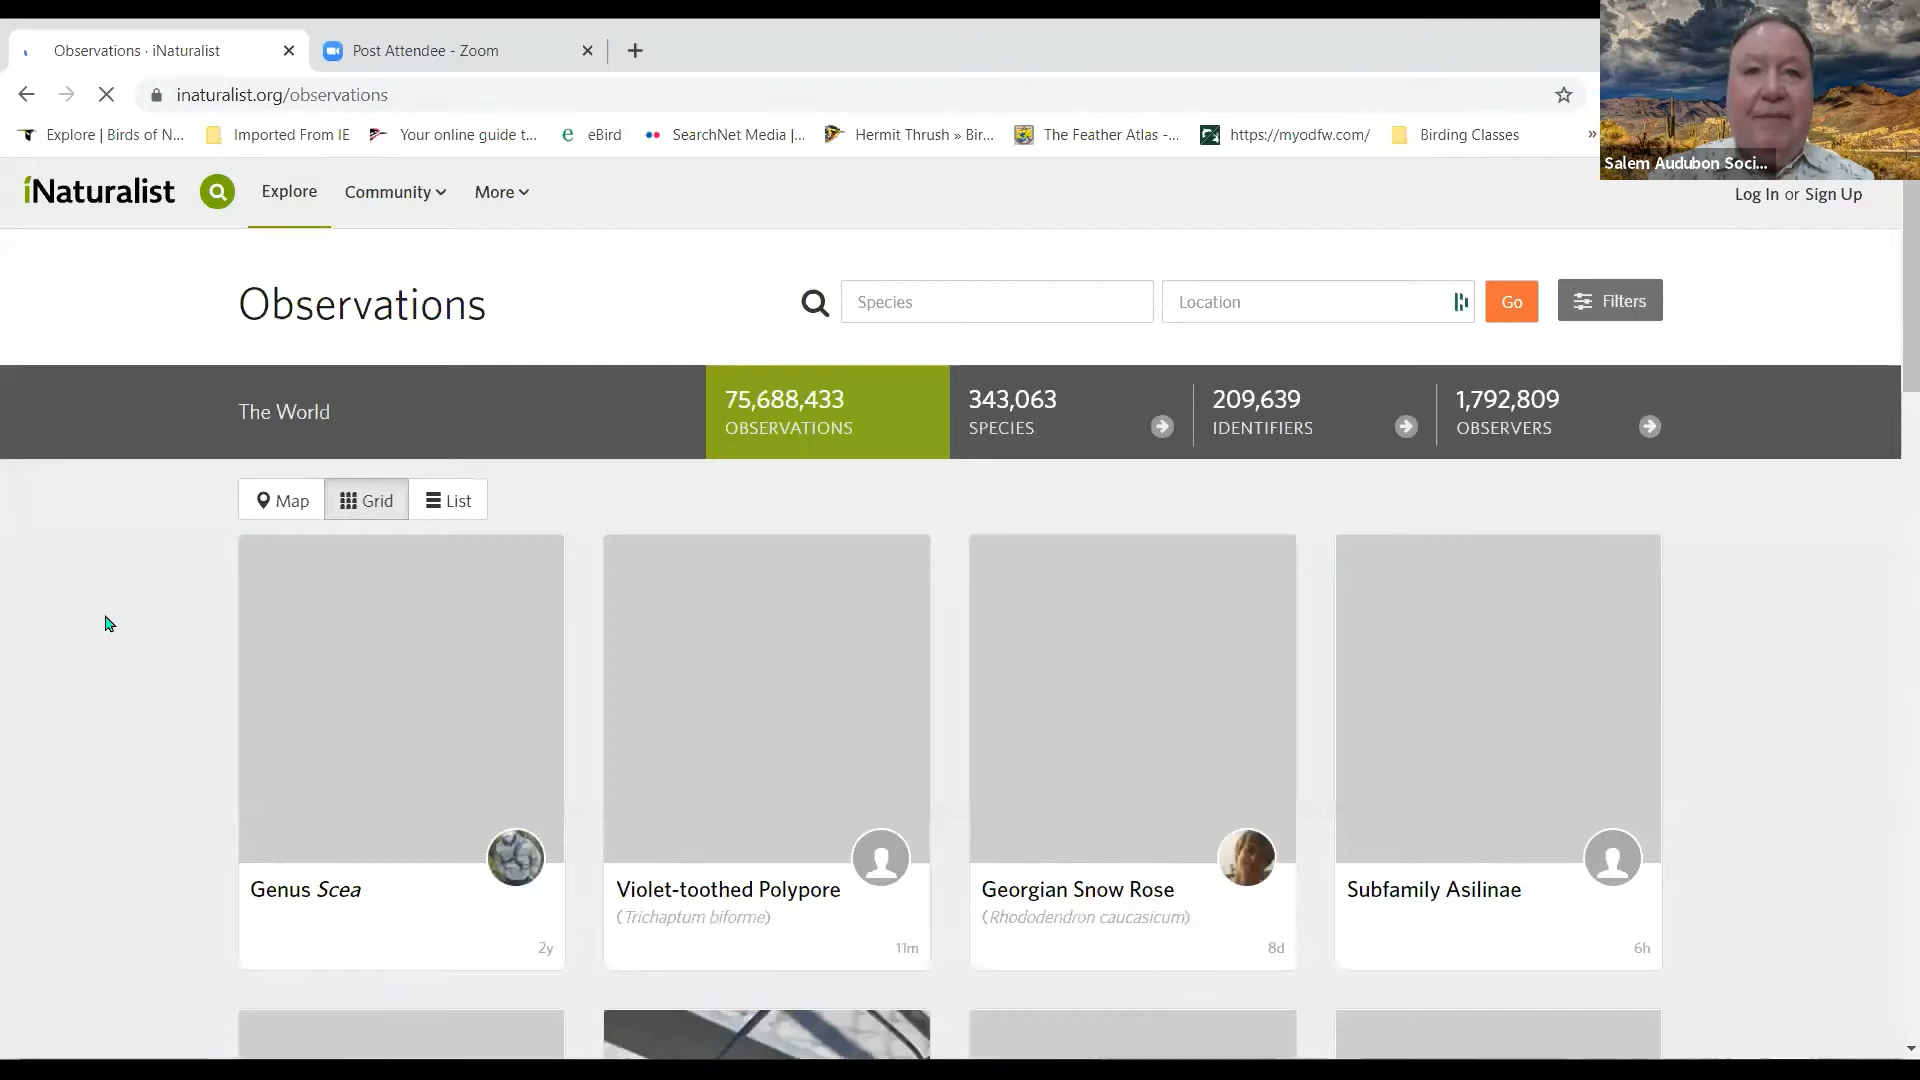 Observations · iNaturalist
Post Attendee - Zoom
inaturalist.org/observations
Explore | Birds of N...
Imported From IE
Your online guide t...
eBird
SearchNet Media |...
Hermit Thrush » Bir...
The Feather Atlas -...
https://myodfw.com/
Birding Classes
»
Salem Audubon Soci...
iNaturalist
Explore
Community
More
Log In or Sign Up
Observations
Species
Location
Go
Filters
The World
75,688,433
OBSERVATIONS
343,063
SPECIES
209,639
IDENTIFIERS
1,792,809
OBSERVERS
Map
Grid
List
Genus Scea
2y
Violet-toothed Polypore
(Trichaptum biforme)
11m
Georgian Snow Rose
(Rhododendron caucasicum)
8d
Subfamily Asilinae
6h